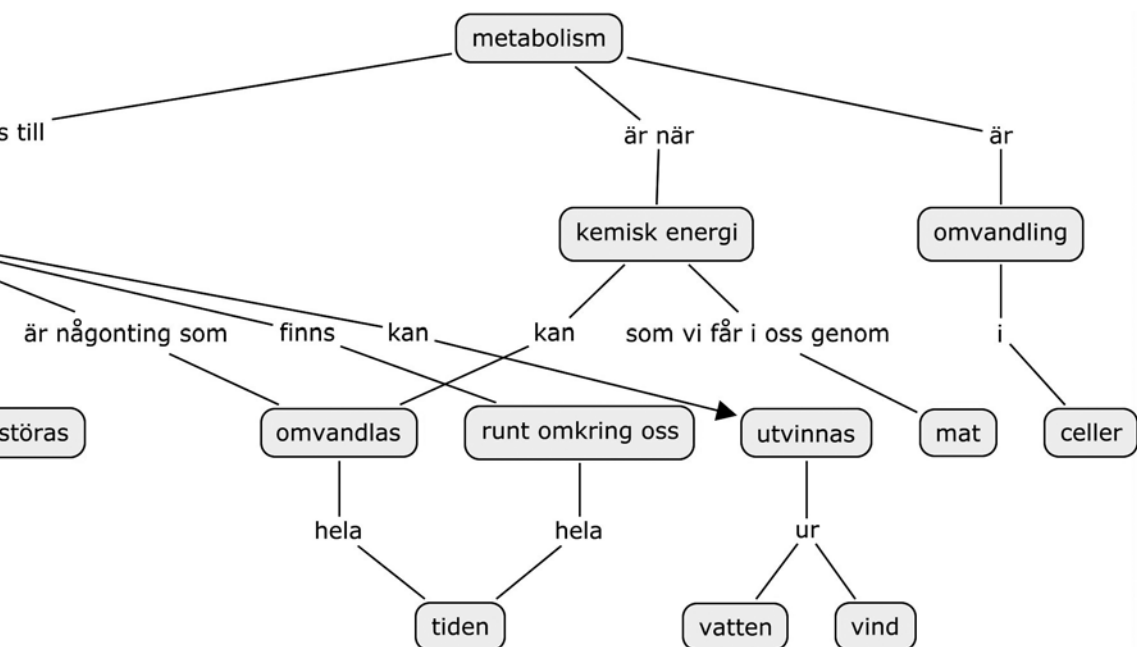 metabolism
s till
är när
är
kemisk energi
omvandling
är någonting som
finns
kan
kan
som vi får i oss genom
i
störas
omvandlas
runt omkring oss
utvinnas
mat
celler
hela
hela
ur
tiden
vatten
vind